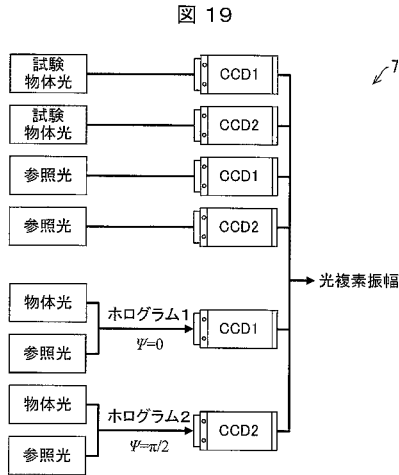 図 19
7
試験
物体光
CCD1
試験
物体光
CCD2
参照光
CCD1
参照光
CCD2
光複素振幅
物体光
ホログラム1
Ψ=0
CCD1
参照光
物体光
ホログラム2
Ψ=π/2
CCD2
参照光